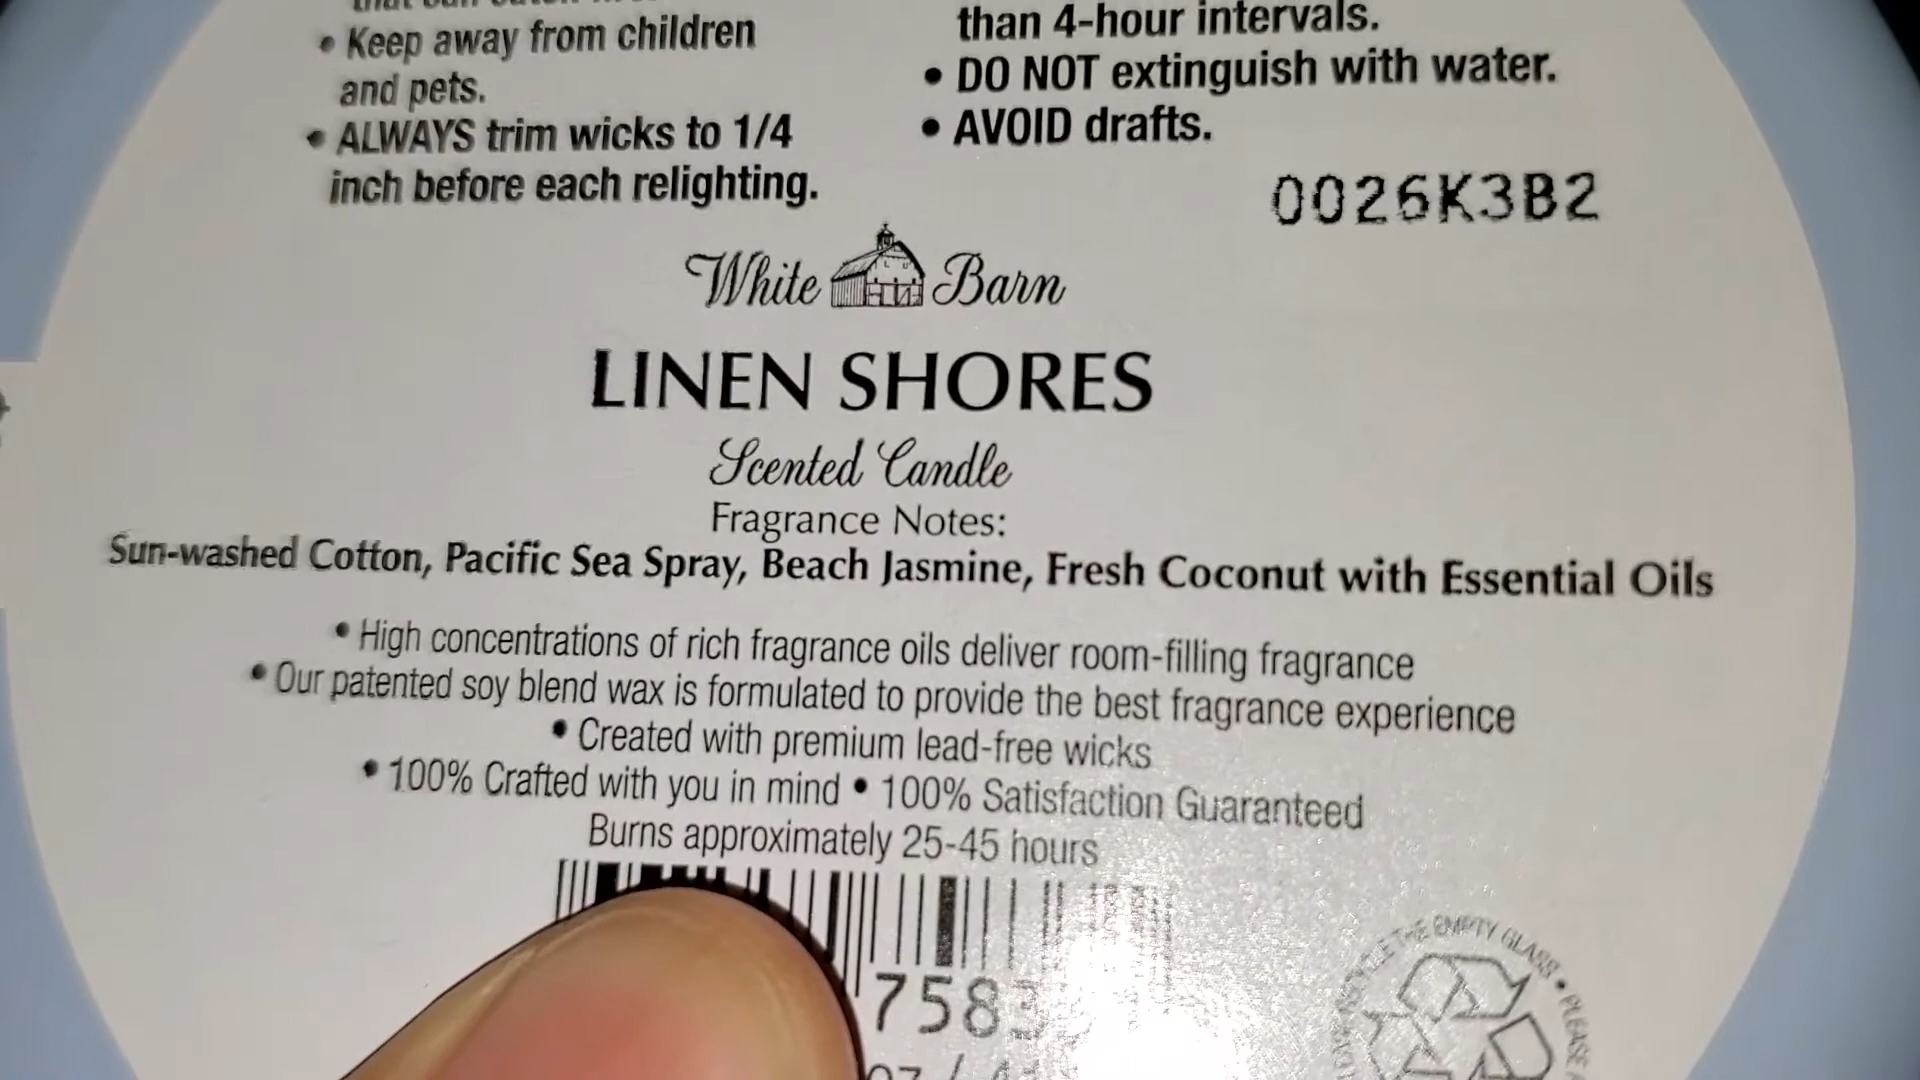 • Keep away from children
and pets.
• ALWAYS trim wicks to 1/4
inch before each relighting.
than 4-hour intervals.
• DO NOT extinguish with water.
• AVOID drafts.
0026K3B2
White Barn
LINEN SHORES
Scented Candle
Fragrance Notes:
Sun-washed Cotton, Pacific Sea Spray, Beach Jasmine, Fresh Coconut with Essential Oils
• High concentrations of rich fragrance oils deliver room-filling fragrance
• Our patented soy blend wax is formulated to provide the best fragrance experience
• Created with premium lead-free wicks
• 100% Crafted with you in mind • 100% Satisfaction Guaranteed
Burns approximately 25-45 hours
THE EMPTY GLASS • PLEASE